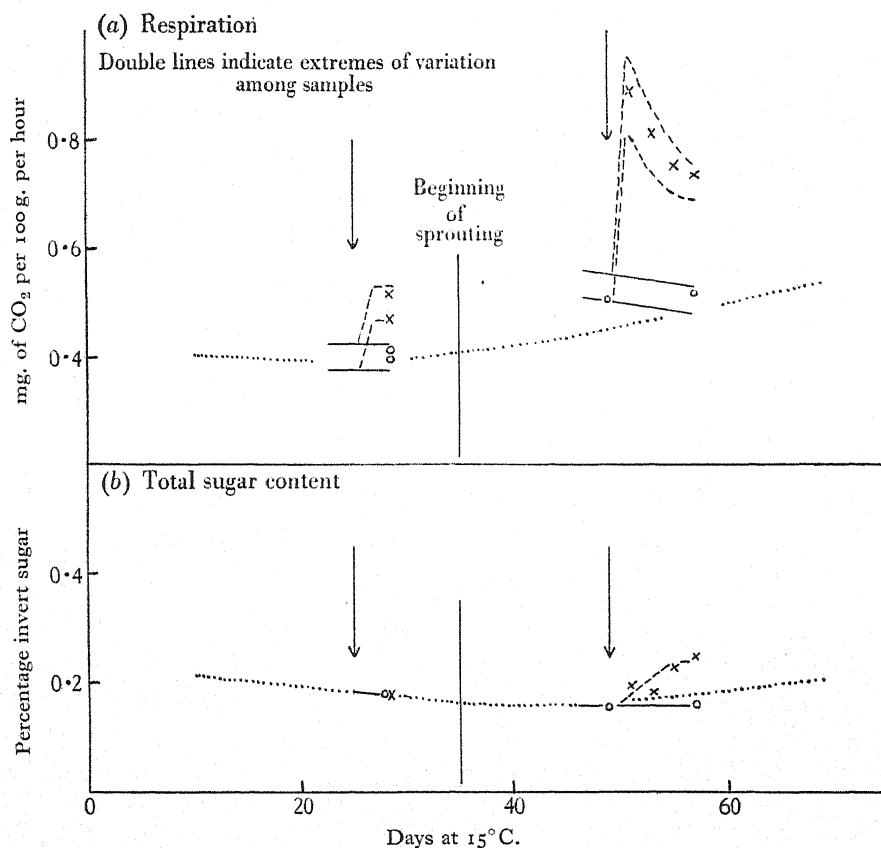 (a) Respiration
Double lines indicate extremes of variation
among samples
Beginning
of
sprouting
mg. of CO₂ per 100 g. per hour
0·8
0·6
0·4
(b) Total sugar content
Percentage invert sugar
0·4
0·2
0
20
40
60
Days at 15°C.